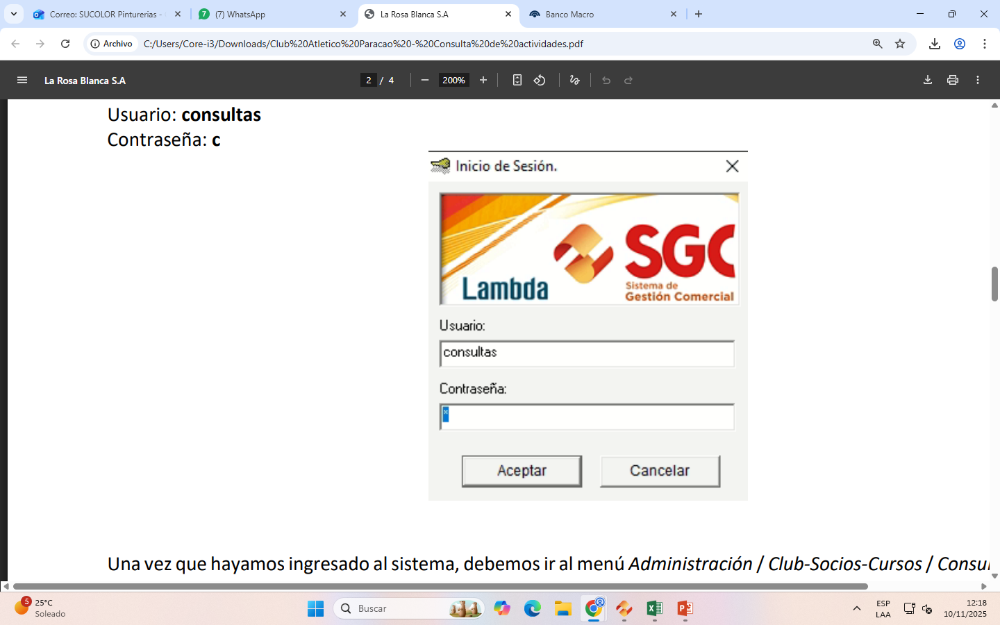 Correo: SUCOLOR Pinturerias -
7 (7) WhatsApp
La Rosa Blanca S.A
Banco Macro
Archivo
C:/Users/Core-i3/Downloads/Club%20Atletico%20Paracao%20-%20Consulta%20de%20actividades.pdf
La Rosa Blanca S.A
2 / 4
200%
Usuario: consultas
Contraseña: c
Inicio de Sesión.
Lambda
SGC
Sistema de
Gestión Comercial
Usuario:
consultas
Contraseña:
*
Aceptar
Cancelar
Una vez que hayamos ingresado al sistema, debemos ir al menú Administración / Club-Socios-Cursos / Consul
5
25°C
Soleado
Buscar
ESP
LAA
12:18
10/11/2025